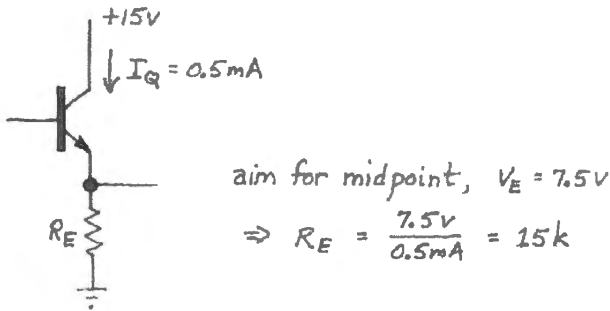 +15v
I_Q = 0.5mA
aim for midpoint, V_E = 7.5v
R_E
⇒ R_E = 7.5v / 0.5mA = 15k